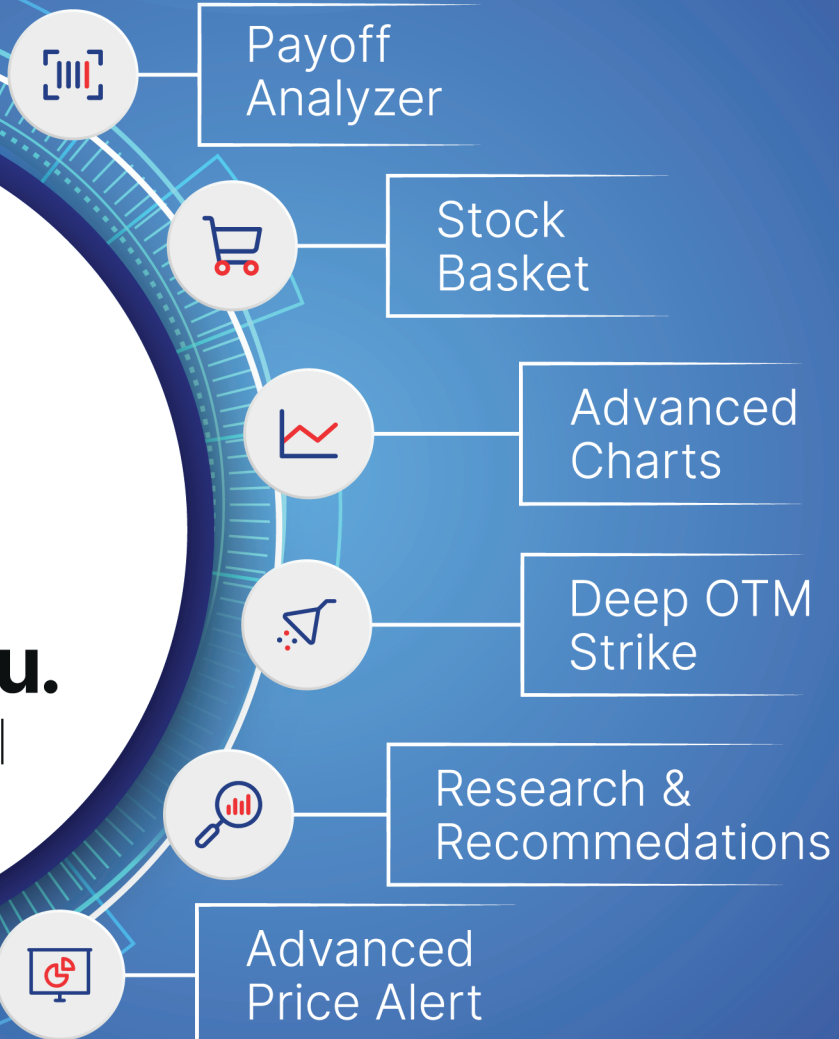 Payoff
Analyzer
Stock
Basket
Advanced
Charts
Deep OTM
Strike
u.
Research &
Recommedations
Advanced
Price Alert